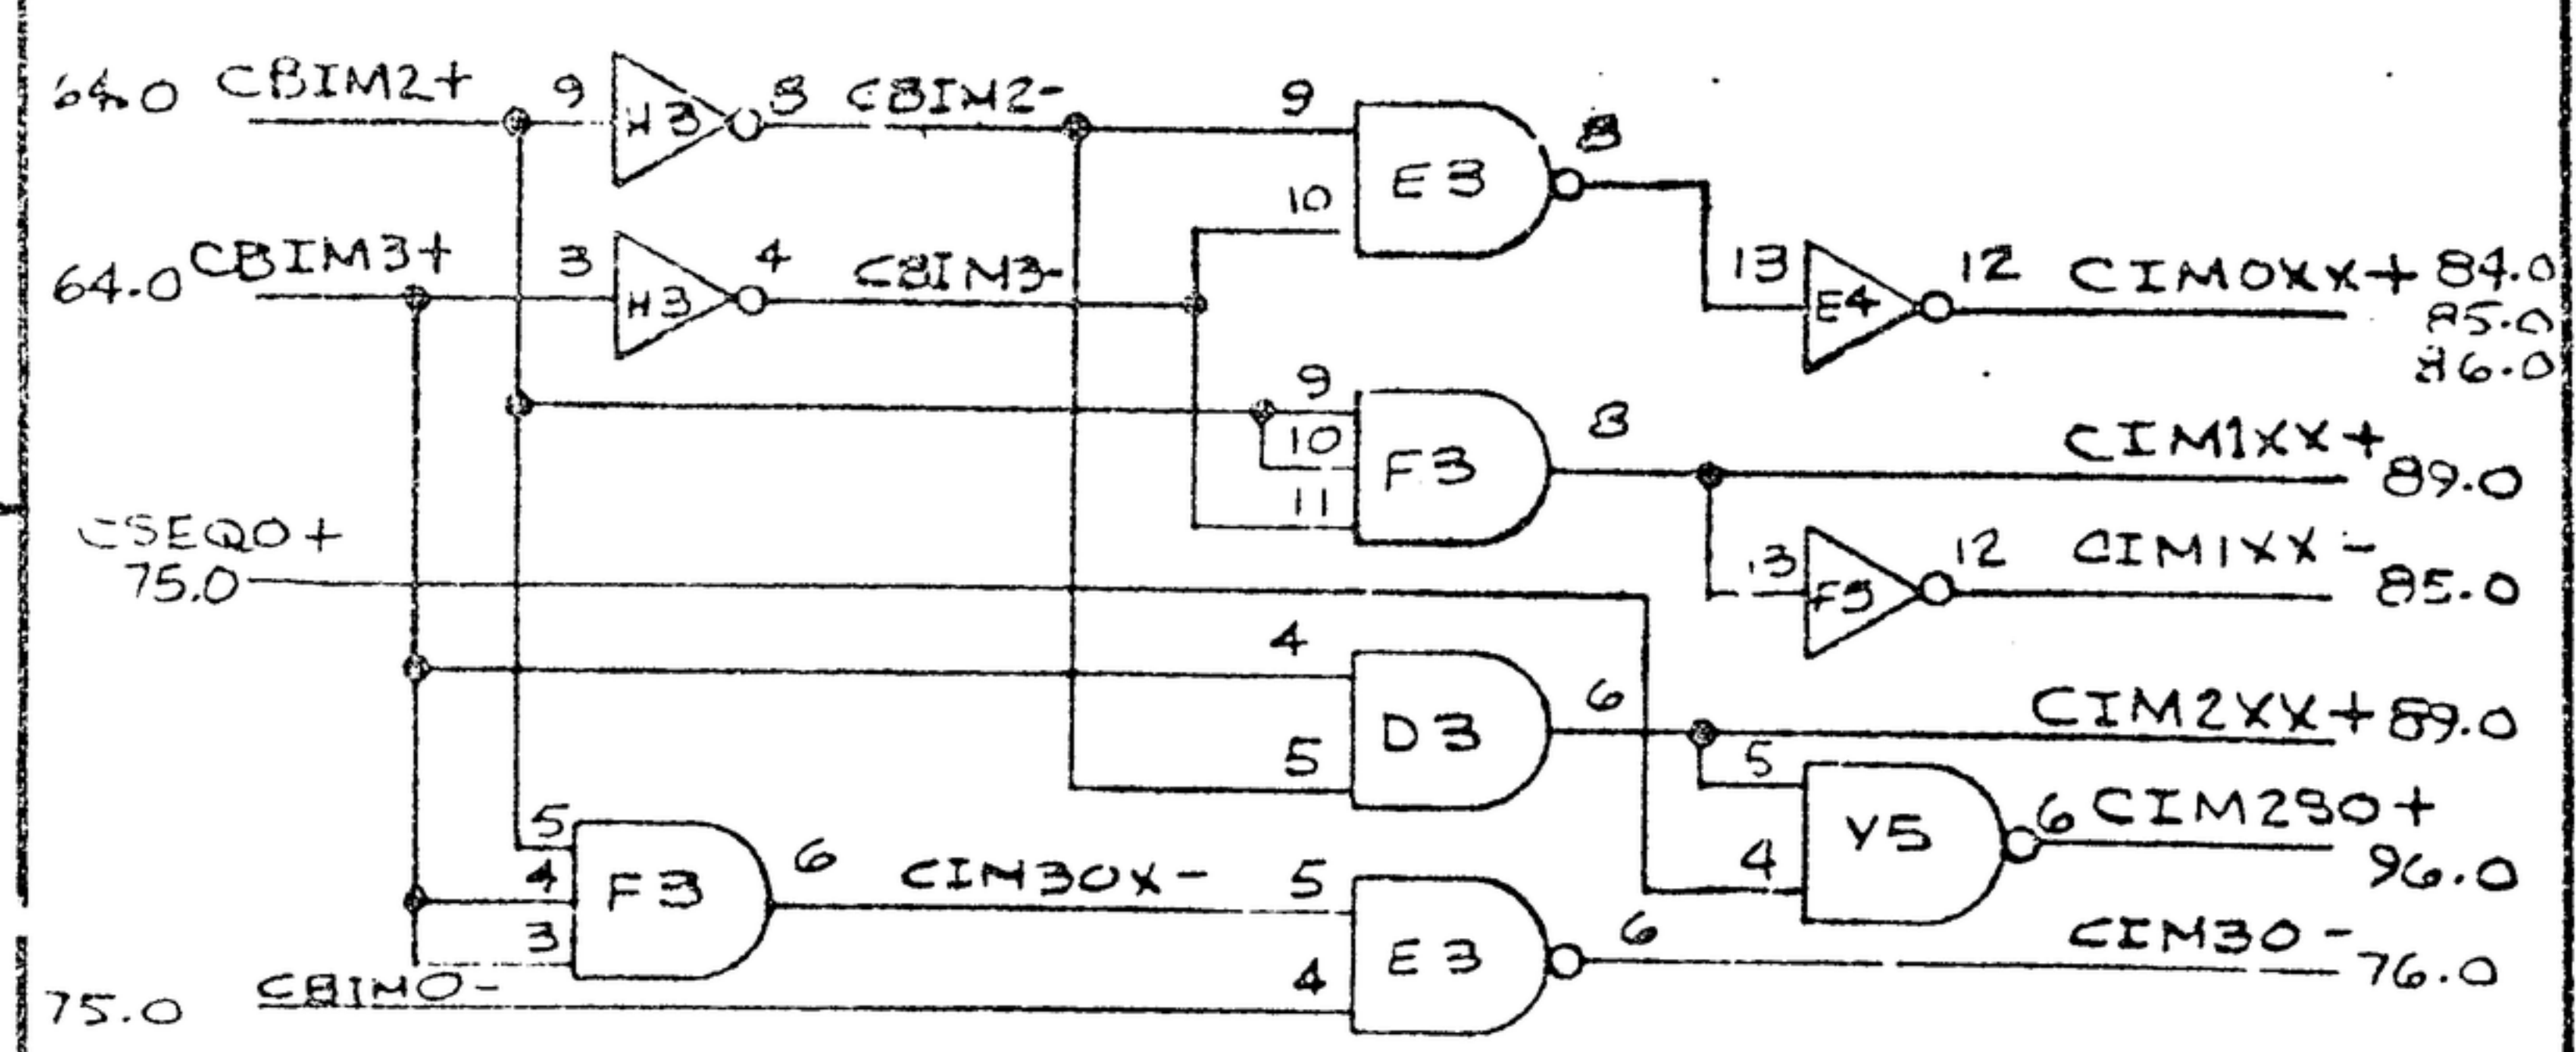 64.0 CBIM2+ 9 H3 8 CBIM2- 9 E3 8
10
64.0 CBIM3+ 3 H3 4 CBIM3- 13 E4 12 CIM0XX+ 84.0
85.0
86.0
9
10 F3 8 CIM1XX+ 89.0
11
CSEQ0+
75.0
13 F5 12 CIM1XX- 85.0
4 D3 6 CIM2XX+ 89.0
5
5 Y5 6 CIM2S0+
4 96.0
5 F3 6 CIM30X- 5 E3 6 CIM30-
4 76.0
3
75.0 CBIM0- 4